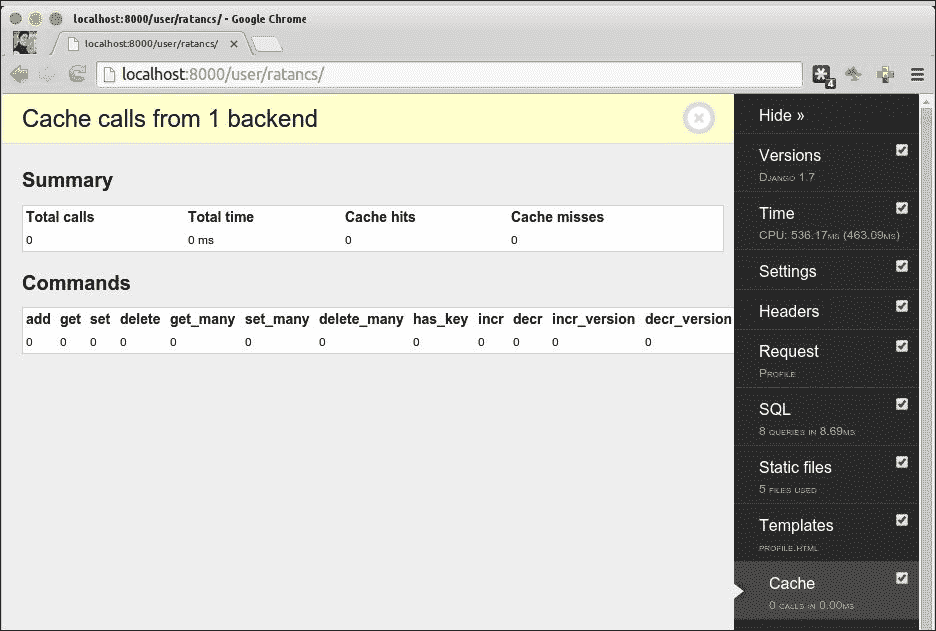 localhost:8000/user/ratancs/ - Google Chrome
localhost:8000/user/ratancs/ ×
localhost:8000/user/ratancs/
4
Cache calls from 1 backend
Summary
Total calls Total time Cache hits Cache misses
0 0 ms 0 0
Commands
add get set delete get_many set_many delete_many has_key incr decr incr_version decr_version
0 0 0 0 0 0 0 0 0 0 0 0
Hide »
Versions
Django 1.7
Time
CPU: 536.17ms (463.09ms)
Settings
Headers
Request
Profile
SQL
8 queries in 8.69ms
Static files
5 files used
Templates
profile.html
Cache
0 calls in 0.00ms